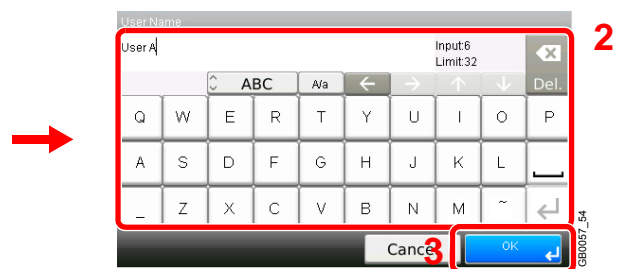 User Name
User A
Input:6
Limit:32
2
ABC
A/a
Del.
Q W E R T Y U I O P
A S D F G H J K L
_ Z X C V B N M ~
Cance
3
OK
GB0057_54